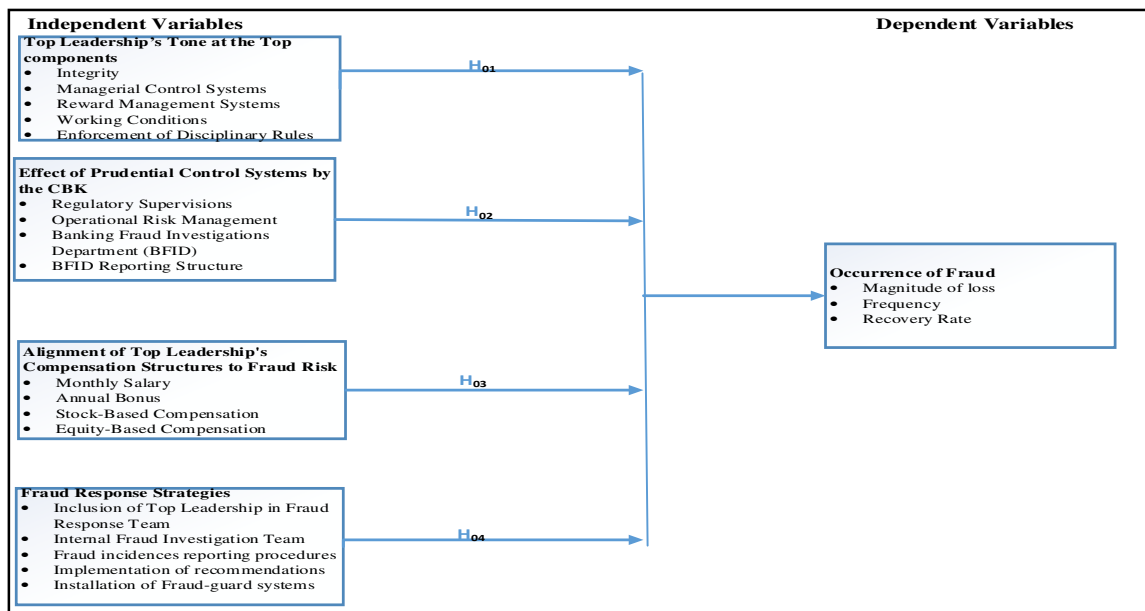 Independent Variables
Dependent Variables
Top Leadership's Tone at the Top
components
• Integrity
• Managerial Control Systems
• Reward Management Systems
• Working Conditions
• Enforcement of Disciplinary Rules
H01
Effect of Prudential Control Systems by
the CBK
• Regulatory Supervisions
• Operational Risk Management
• Banking Fraud Investigations
Department (BFID)
• BFID Reporting Structure
H02
Alignment of Top Leadership's
Compensation Structures to Fraud Risk
• Monthly Salary
• Annual Bonus
• Stock-Based Compensation
• Equity-Based Compensation
H03
Fraud Response Strategies
• Inclusion of Top Leadership in Fraud
Response Team
• Internal Fraud Investigation Team
• Fraud incidences reporting procedures
• Implementation of recommendations
• Installation of Fraud-guard systems
H04
Occurrence of Fraud
• Magnitude of loss
• Frequency
• Recovery Rate